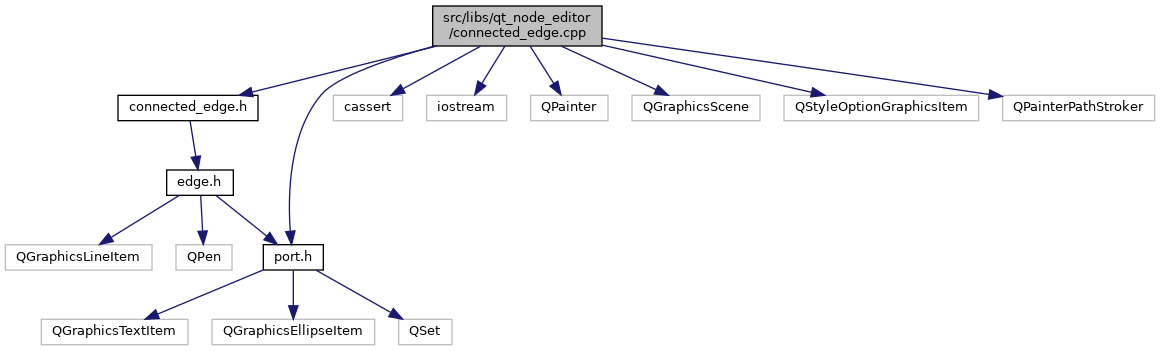 src/libs/qt_node_editor
/connected_edge.cpp
connected_edge.h
cassert
iostream
QPainter
QGraphicsScene
QStyleOptionGraphicsItem
QPainterPathStroker
edge.h
QGraphicsLineItem
QPen
port.h
QGraphicsTextItem
QGraphicsEllipseItem
QSet